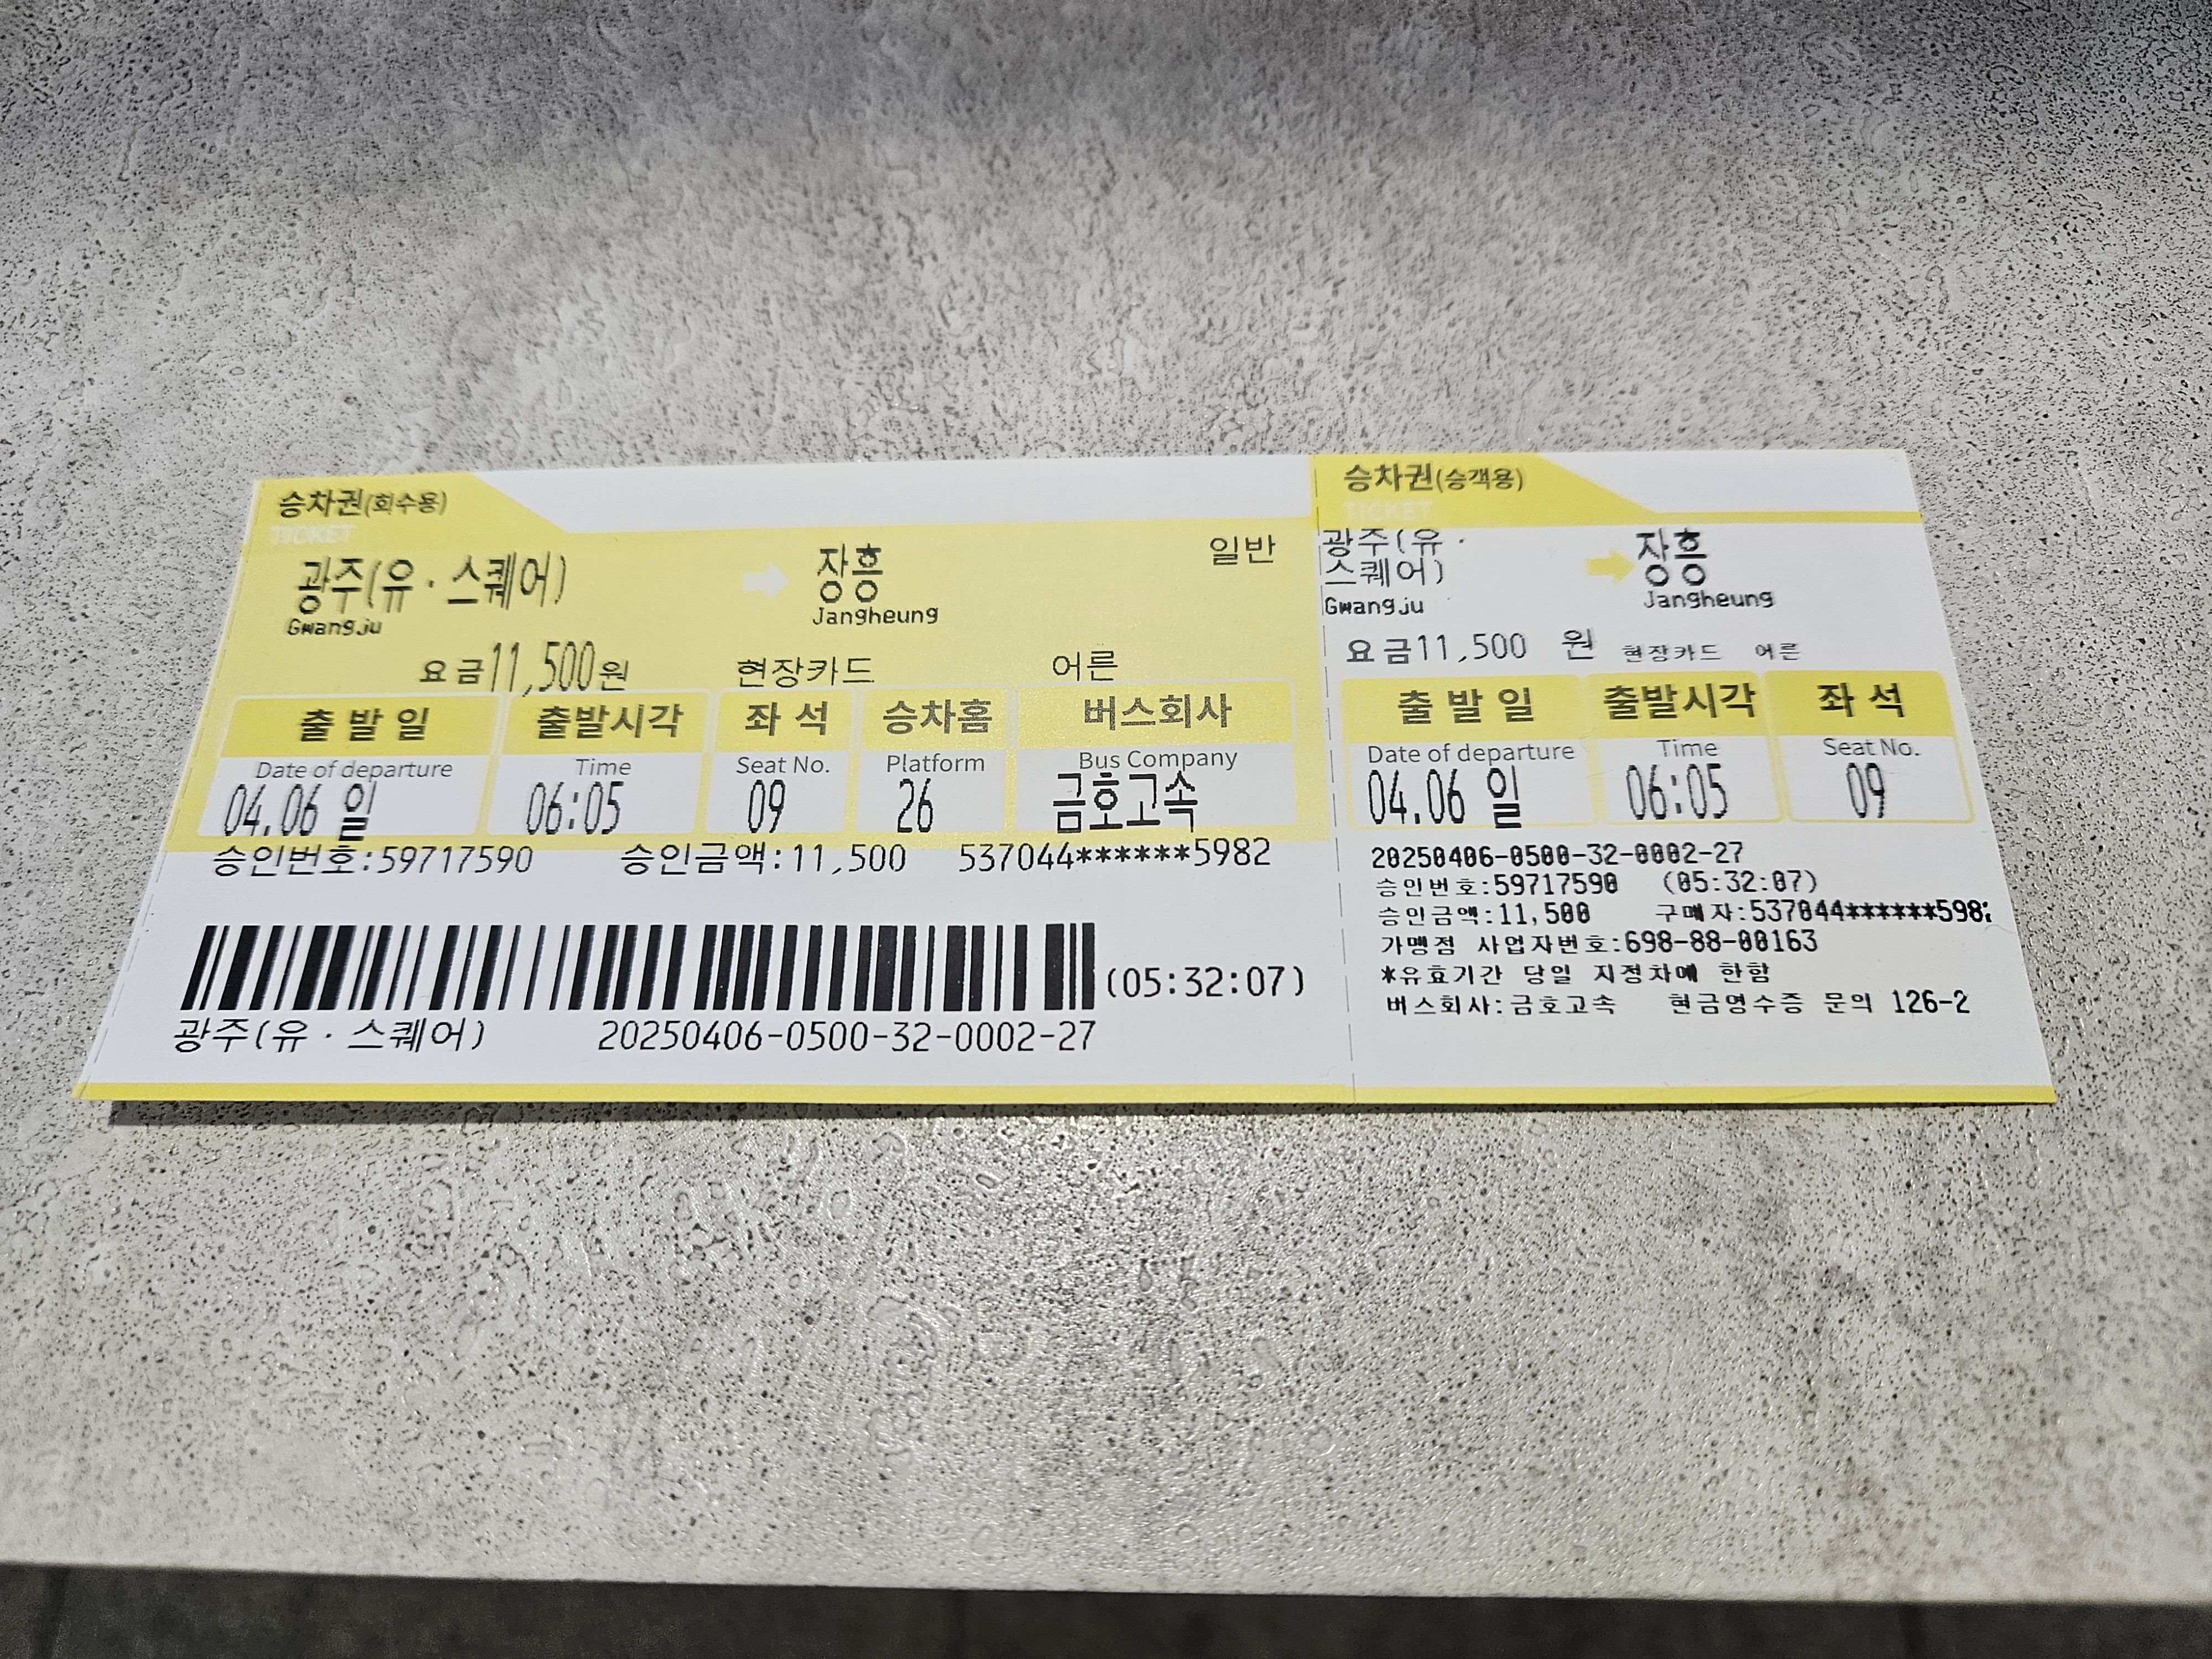 승차권(회수용)
TICKET
일반
광주(유·스퀘어) 장흥
Gwangju Jangheung
요금 11,500원 현장카드 어른
출발일 출발시각 좌석 승차홈 버스회사
Date of departure Time Seat No. Platform Bus Company
04.06 일 06:05 09 26 금호고속
승인번호:59717590 승인금액:11,500 537044******5982
(05:32:07)
광주(유·스퀘어) 20250406-0500-32-0002-27
승차권(승객용)
TICKET
광주(유·
스퀘어) 장흥
Gwangju Jangheung
요금 11,500 원 현장카드 어른
출발일 출발시각 좌석
Date of departure Time Seat No.
04.06 일 06:05 09
20250406-0500-32-0002-27
승인번호:59717590 (05:32:07)
승인금액:11,500 구매자:537044******598
가맹점 사업자번호:698-88-00163
*유효기간 당일 지정차에 한함
버스회사:금호고속 현금영수증 문의 126-2